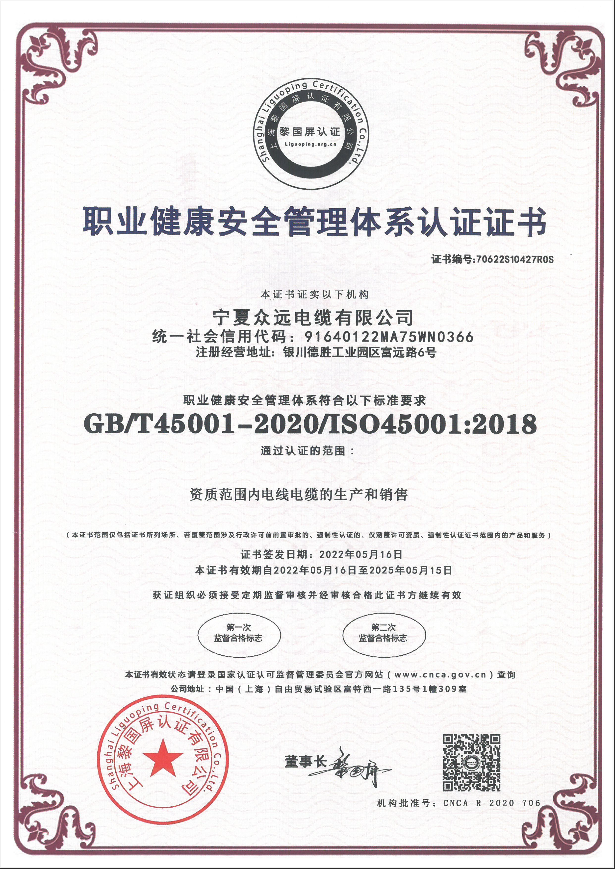 Shanghai Liguoping Certification Co.,Ltd.
上海黎国屏认证有限公司
黎国屏认证
Liguoping.org.cn
职业健康安全管理体系认证证书
证书编号:70622S10427R0S
本证书证实以下机构
宁夏众远电缆有限公司
统一社会信用代码：91640122MA75WN0366
注册经营地址：银川德胜工业园区富远路6号
职业健康安全管理体系符合以下标准要求
GB/T45001-2020/ISO45001:2018
通过认证的范围：
资质范围内电线电缆的生产和销售
（本证书范围仅包括证书所列场所，若国家范围涉及行政许可前的置审批的、强制性认证的，仅涵盖许可资质、强制性认证证书范围内的产品和服务）
证书签发日期：2022年05月16日
本证书有效期自2022年05月16日至2025年05月15日
获证组织必须接受定期监督审核并经审核合格此证书方继续有效
第一次
监督合格标志
第二次
监督合格标志
本证书有效状态请登录国家认证认可监督管理委员会官方网站（www.cnca.gov.cn）查询
公司地址：中国（上海）自由贸易试验区富特西一路135号1幢309室
Shanghai Liguoping Certification Co.,Ltd.
上海黎国屏认证有限公司
董事长
黎国屏
机构批准号：CNCA R 2020 706